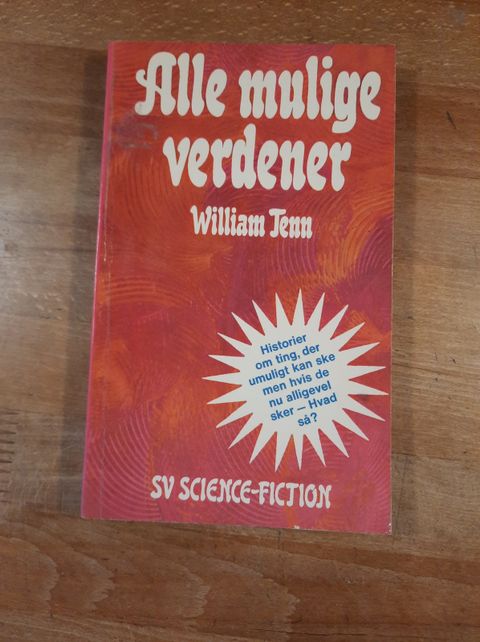 Alle mulige
verdener
William Tenn
Historier
om ting, der
umuligt kan ske
men hvis de
nu alligevel
sker — Hvad
så?
SV SCIENCE-FICTION